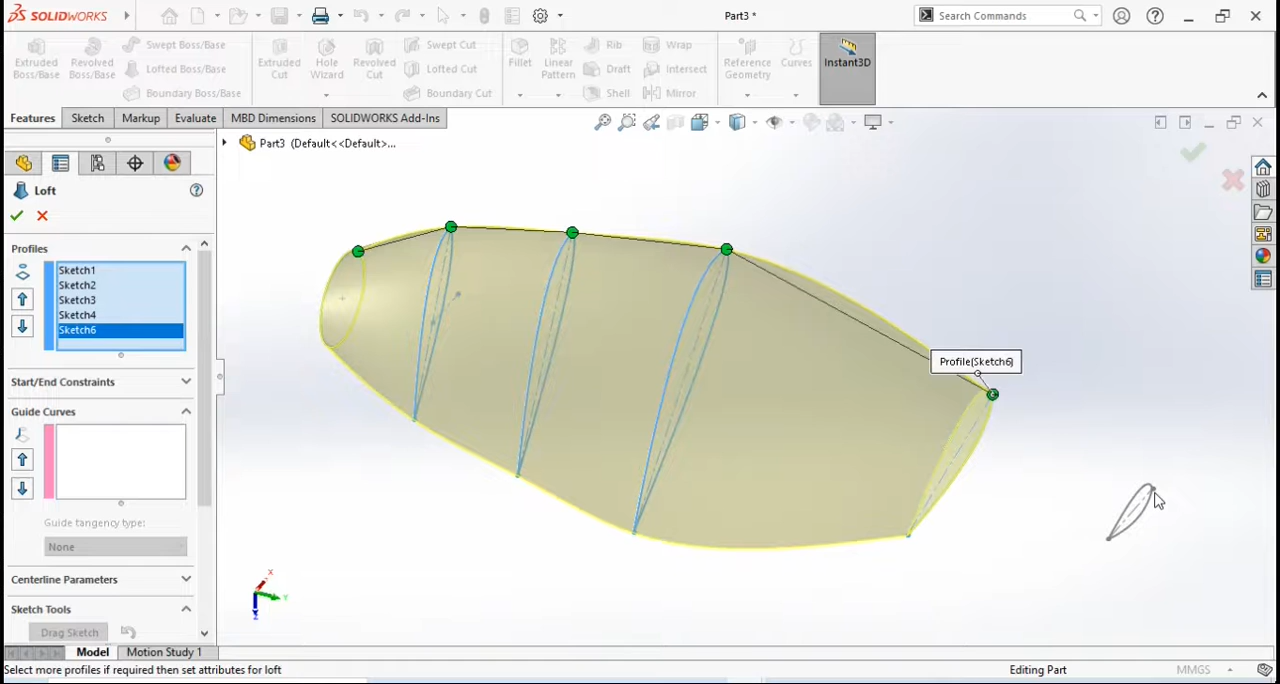 SOLIDWORKS
Part3 *
Search Commands
Extruded Boss/Base
Revolved Boss/Base
Swept Boss/Base
Lofted Boss/Base
Boundary Boss/Base
Extruded Cut
Hole Wizard
Revolved Cut
Swept Cut
Lofted Cut
Boundary Cut
Fillet
Linear Pattern
Rib
Draft
Shell
Wrap
Intersect
Mirror
Reference Geometry
Curves
Instant3D
Features
Sketch
Markup
Evaluate
MBD Dimensions
SOLIDWORKS Add-Ins
Part3 (Default<<Default>...
Loft
Profiles
Sketch1
Sketch2
Sketch3
Sketch4
Sketch6
Start/End Constraints
Guide Curves
Guide tangency type:
None
Centerline Parameters
Sketch Tools
Drag Sketch
Profile(Sketch6)
X
Y
Z
Model
Motion Study 1
Select more profiles if required then set attributes for loft
Editing Part
MMGS